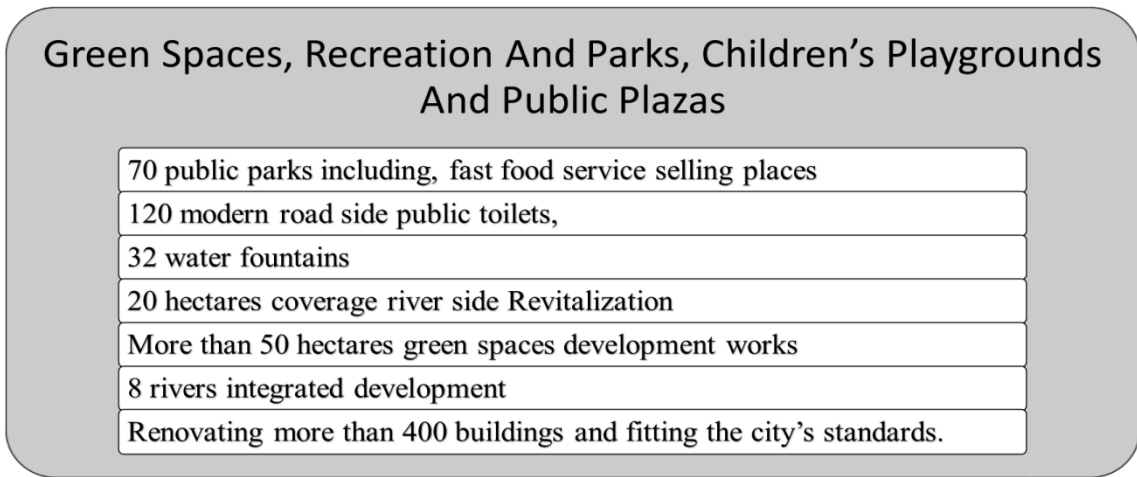 Green Spaces, Recreation And Parks, Children’s Playgrounds
And Public Plazas
70 public parks including, fast food service selling places
120 modern road side public toilets,
32 water fountains
20 hectares coverage river side Revitalization
More than 50 hectares green spaces development works
8 rivers integrated development
Renovating more than 400 buildings and fitting the city’s standards.